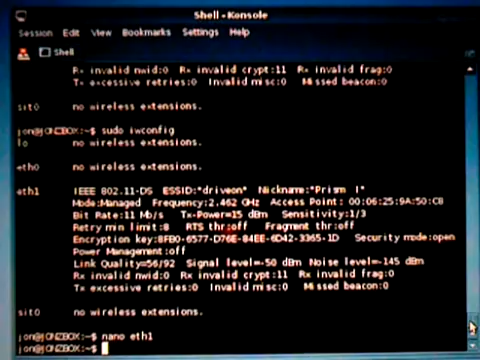 Shell - Konsole
Session Edit View Bookmarks Settings Help
Shell
Rx invalid nwid:0 Rx invalid crypt:11 Rx invalid frag:0
Tx excessive retries:0 Invalid misc:0 Missed beacon:0
sit0 no wireless extensions.
jon@JONZBOX:~$ sudo iwconfig
lo no wireless extensions.
eth0 no wireless extensions.
eth1 IEEE 802.11-DS ESSID:"driveon" Nickname:"Prism I"
Mode:Managed Frequency:2.462 GHz Access Point: 00:06:25:9A:50:C8
Bit Rate:11 Mb/s Tx-Power=15 dBm Sensitivity:1/3
Retry min limit:8 RTS thr:off Fragment thr:off
Encryption key:8FB0-6577-D76E-84EE-6D42-3365-1D Security mode:open
Power Management:off
Link Quality=56/92 Signal level=-50 dBm Noise level=-145 dBm
Rx invalid nwid:0 Rx invalid crypt:11 Rx invalid frag:0
Tx excessive retries:0 Invalid misc:0 Missed beacon:0
sit0 no wireless extensions.
jon@JONZBOX:~$ nano eth1
jon@JONZBOX:~$